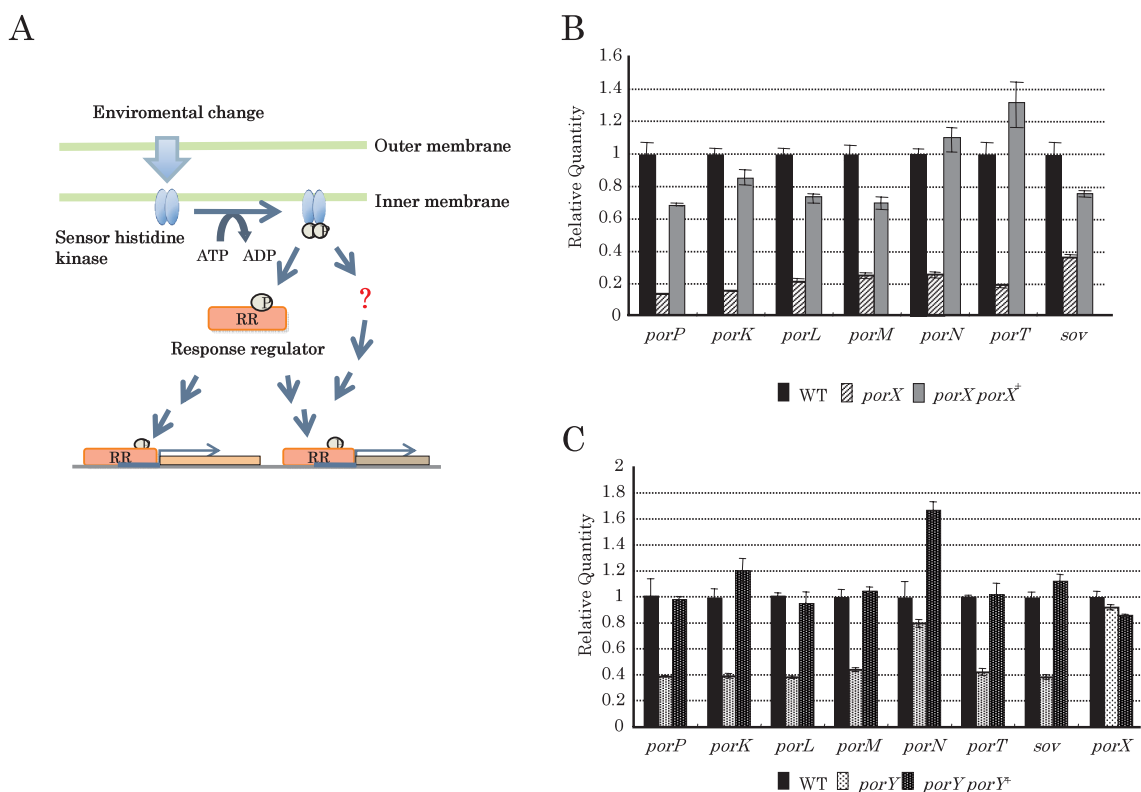 A
Enviromental change
Outer membrane
Inner membrane
Sensor histidine
kinase
ATP
ADP
P
?
P
RR
Response regulator
P
RR
P
RR
B
Relative Quantity
1.6
1.4
1.2
1
0.8
0.6
0.4
0.2
0
porP porK porL porM porN porT sov
WT porX porX porX+
C
Relative Quantity
2
1.8
1.6
1.4
1.2
1
0.8
0.6
0.4
0.2
0
porP porK porL porM porN porT sov porX
WT porY porY porY+